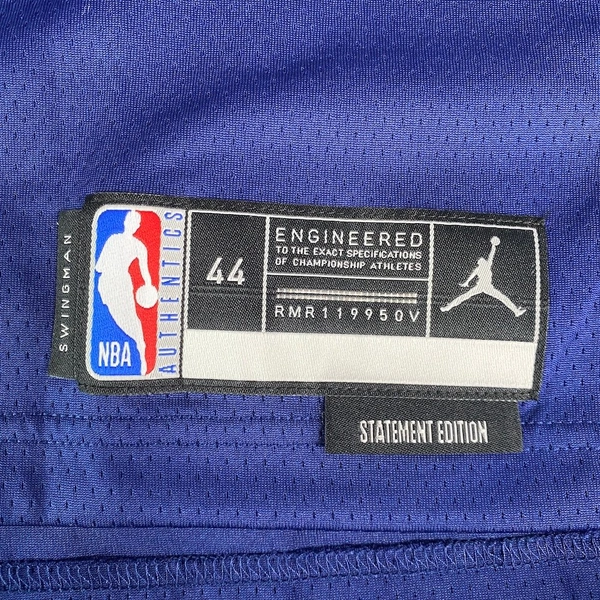 SWINGMAN
NBA
AUTHENTICS
44
ENGINEERED
TO THE EXACT SPECIFICATIONS
OF CHAMPIONSHIP ATHLETES
RMR119950V
STATEMENT EDITION